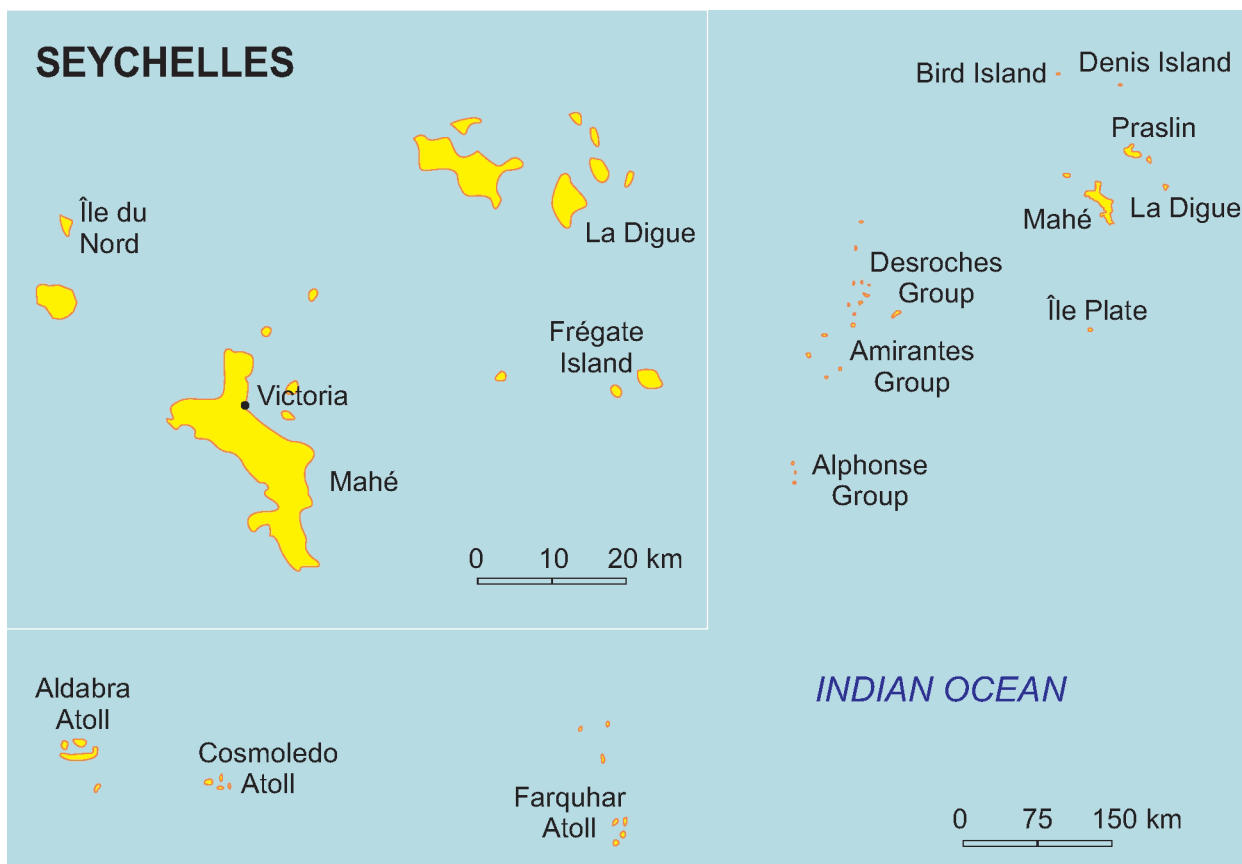 SEYCHELLES
Île du
Nord
La Digue
Frégate
Island
Victoria
Mahé
0 10 20 km
Bird Island
Denis Island
Praslin
La Digue
Mahé
Desroches
Group
Île Plate
Amirantes
Group
Alphonse
Group
INDIAN OCEAN
Aldabra
Atoll
Cosmoledo
Atoll
Farquhar
Atoll
0 75 150 km